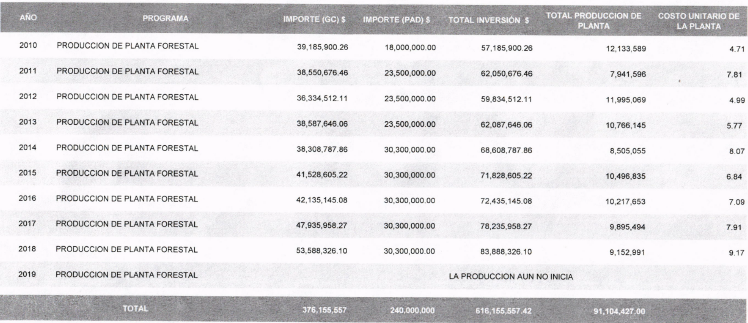 AÑO PROGRAMA IMPORTE (GC) $ IMPORTE (PAD) $ TOTAL INVERSIÓN $ TOTAL PRODUCCION DE PLANTA COSTO UNITARIO DE LA PLANTA
2010 PRODUCCION DE PLANTA FORESTAL 39,185,900.26 18,000,000.00 57,185,900.26 12,133,589 4.71
2011 PRODUCCION DE PLANTA FORESTAL 38,550,676.46 23,500,000.00 62,050,676.46 7,941,596 7.81
2012 PRODUCCION DE PLANTA FORESTAL 36,334,512.11 23,500,000.00 59,834,512.11 11,995,069 4.99
2013 PRODUCCION DE PLANTA FORESTAL 38,587,646.06 23,500,000.00 62,087,646.06 10,766,145 5.77
2014 PRODUCCION DE PLANTA FORESTAL 38,308,787.86 30,300,000.00 68,608,787.86 8,505,055 8.07
2015 PRODUCCION DE PLANTA FORESTAL 41,528,605.22 30,300,000.00 71,828,605.22 10,496,835 6.84
2016 PRODUCCION DE PLANTA FORESTAL 42,135,145.08 30,300,000.00 72,435,145.08 10,217,653 7.09
2017 PRODUCCION DE PLANTA FORESTAL 47,935,958.27 30,300,000.00 78,235,958.27 9,895,494 7.91
2018 PRODUCCION DE PLANTA FORESTAL 53,588,326.10 30,300,000.00 83,888,326.10 9,152,991 9.17
2019 PRODUCCION DE PLANTA FORESTAL LA PRODUCCION AUN NO INICIA
TOTAL 376,155,557 240,000,000 616,155,557.42 91,104,427.00